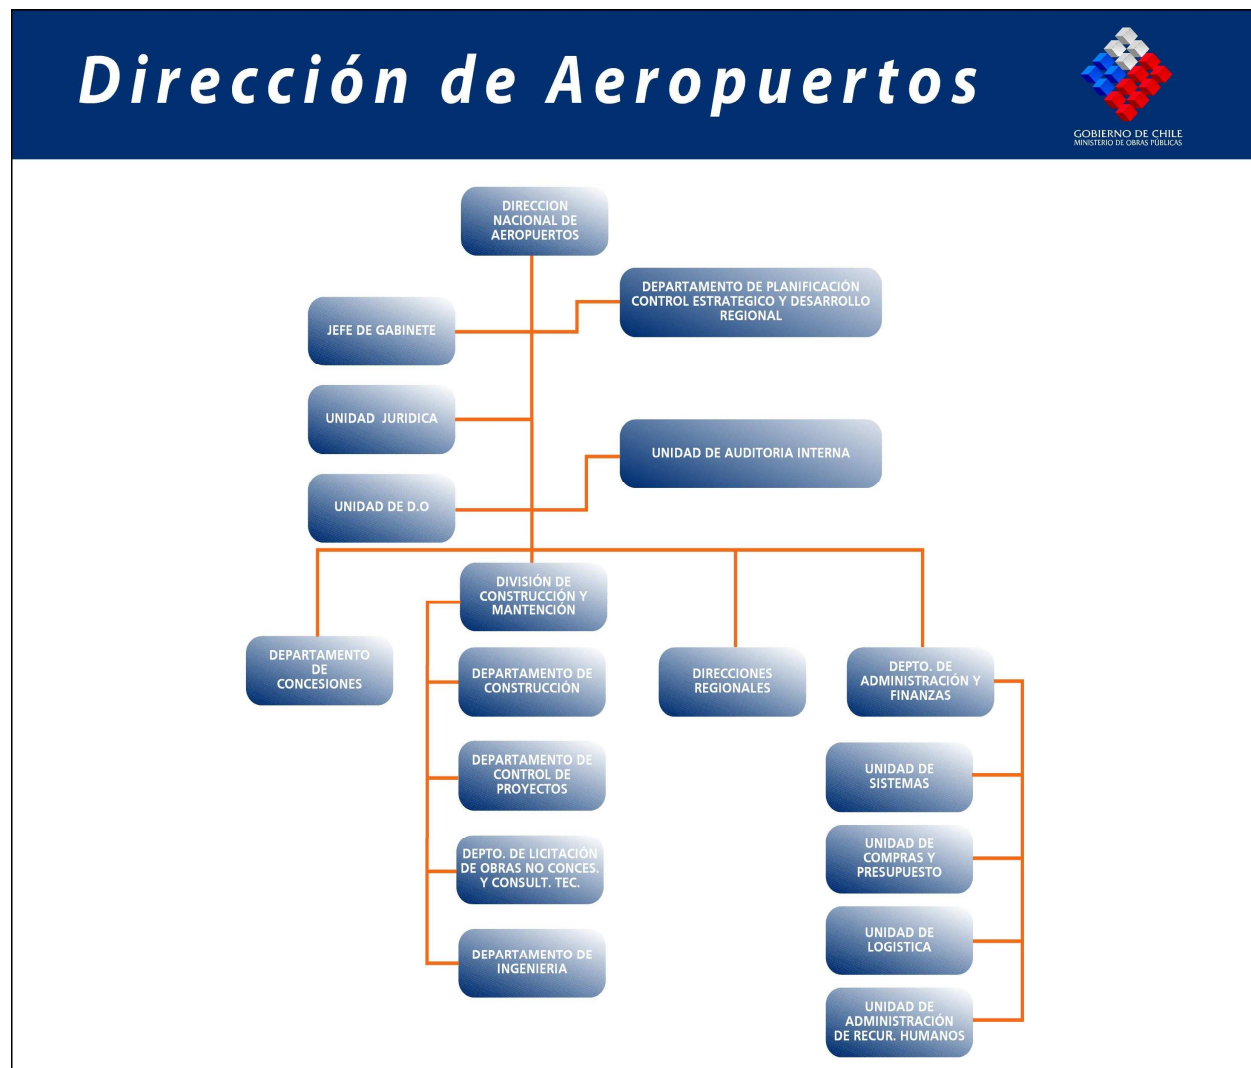 Dirección de Aeropuertos
GOBIERNO DE CHILE
MINISTERIO DE OBRAS PÚBLICAS
DIRECCION
NACIONAL DE
AEROPUERTOS
DEPARTAMENTO DE PLANIFICACIÓN
CONTROL ESTRATEGICO Y DESARROLLO
REGIONAL
JEFE DE GABINETE
UNIDAD JURIDICA
UNIDAD DE AUDITORIA INTERNA
UNIDAD DE D.O
DEPARTAMENTO
DE
CONCESIONES
DIVISIÓN DE
CONSTRUCCIÓN Y
MANTENCIÓN
DEPARTAMENTO DE
CONSTRUCCIÓN
DEPARTAMENTO DE
CONTROL DE
PROYECTOS
DEPTO. DE LICITACIÓN
DE OBRAS NO CONCES.
Y CONSULT. TEC.
DEPARTAMENTO DE
INGENIERIA
DIRECCIONES
REGIONALES
DEPTO. DE
ADMINISTRACIÓN Y
FINANZAS
UNIDAD DE
SISTEMAS
UNIDAD DE
COMPRAS Y
PRESUPUESTO
UNIDAD DE
LOGISTICA
UNIDAD DE
ADMINISTRACIÓN
DE RECUR. HUMANOS